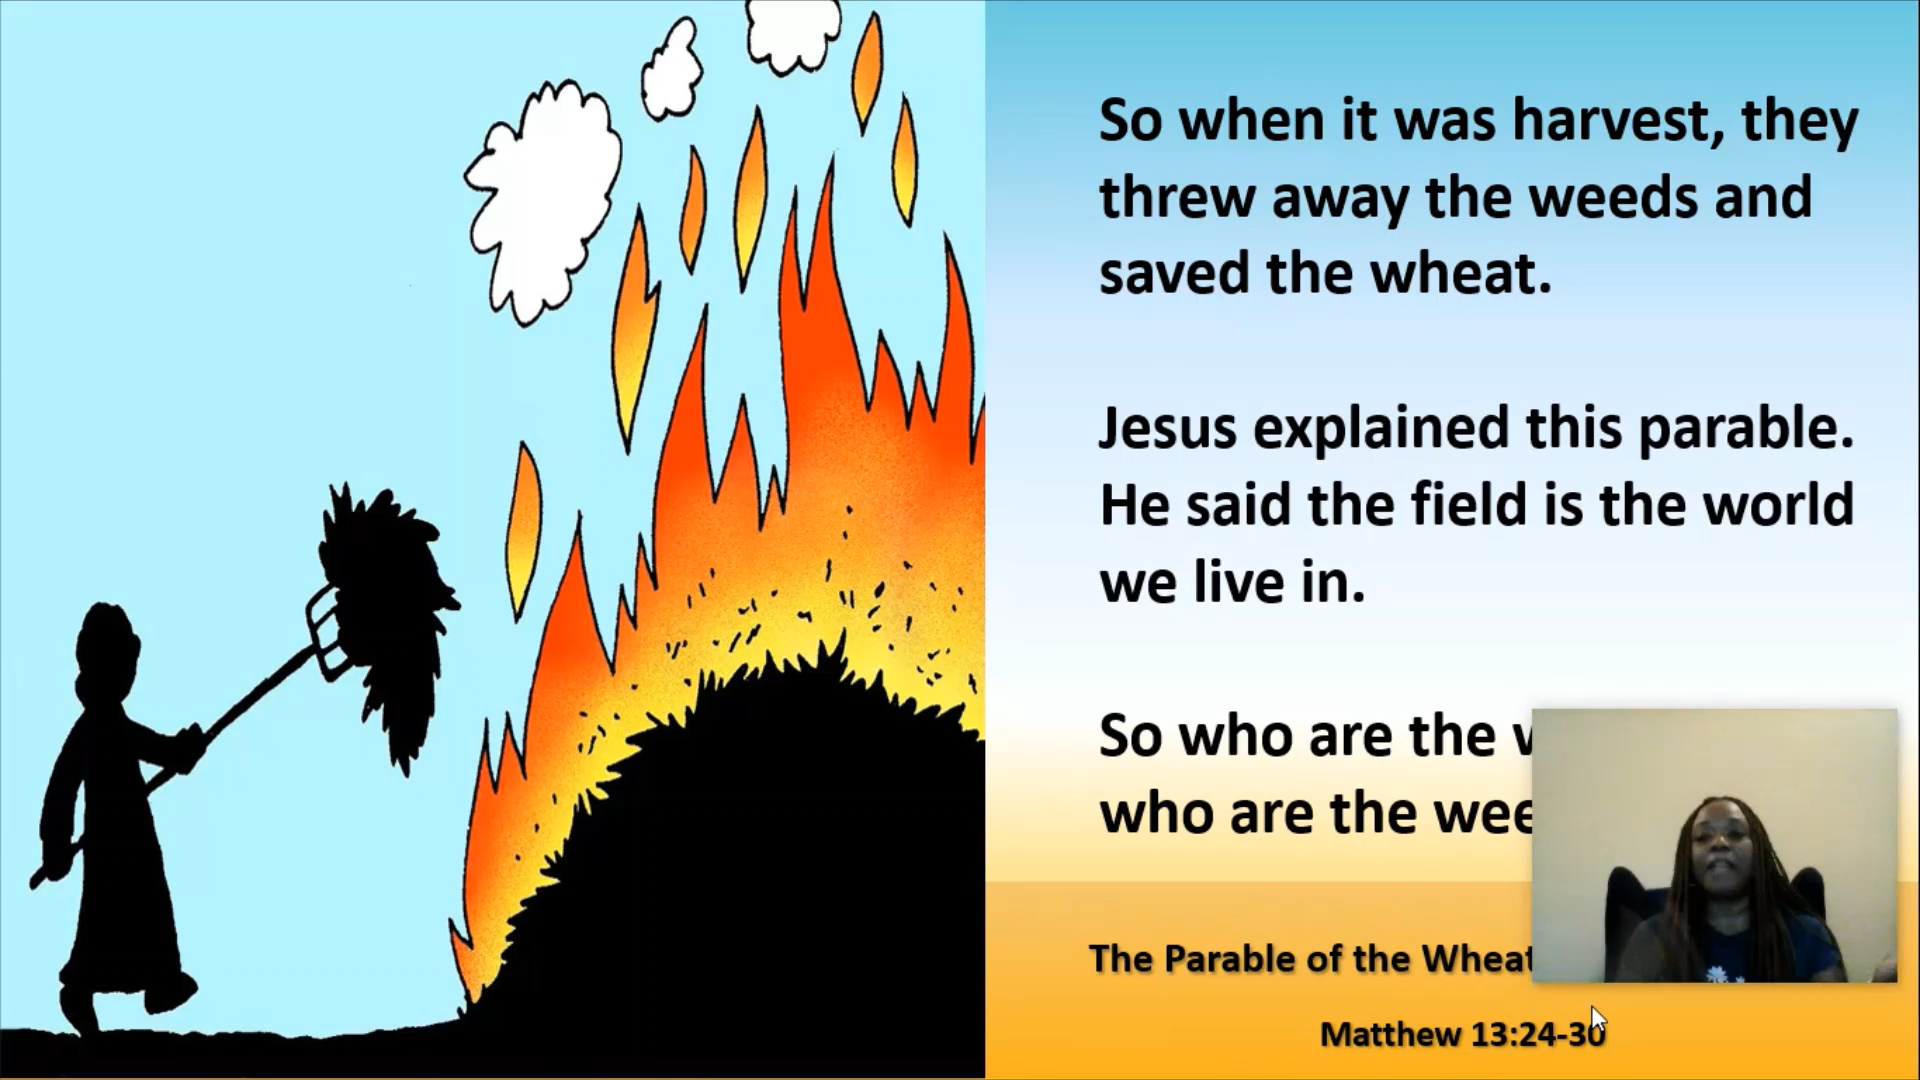 So when it was harvest, they
threw away the weeds and
saved the wheat.
Jesus explained this parable.
He said the field is the world
we live in.
So who are the
who are the
The Parable of the Wheat
Matthew 13:24-30